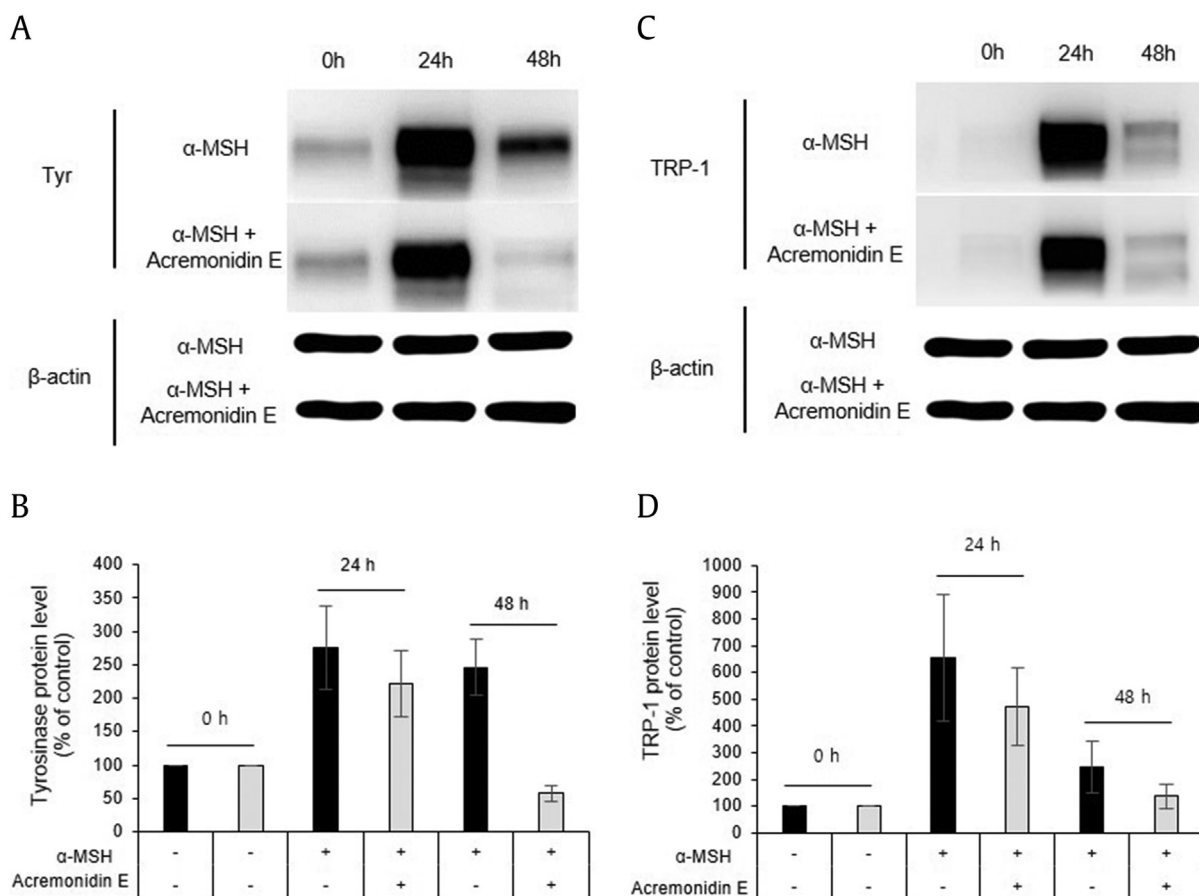 A
0h 24h 48h
Tyr
α-MSH
α-MSH +
Acremonidin E
β-actin
α-MSH
α-MSH +
Acremonidin E
C
0h 24h 48h
TRP-1
α-MSH
α-MSH +
Acremonidin E
β-actin
α-MSH
α-MSH +
Acremonidin E
B
Tyrosinase protein level
(% of control)
400
350
300
250
200
150
100
50
0
0 h
24 h
48 h
α-MSH - - + + + +
Acremonidin E - - - + - +
D
TRP-1 protein level
(% of control)
1000
900
800
700
600
500
400
300
200
100
0
0 h
24 h
48 h
α-MSH - - + + + +
Acremonidin E - - - + - +